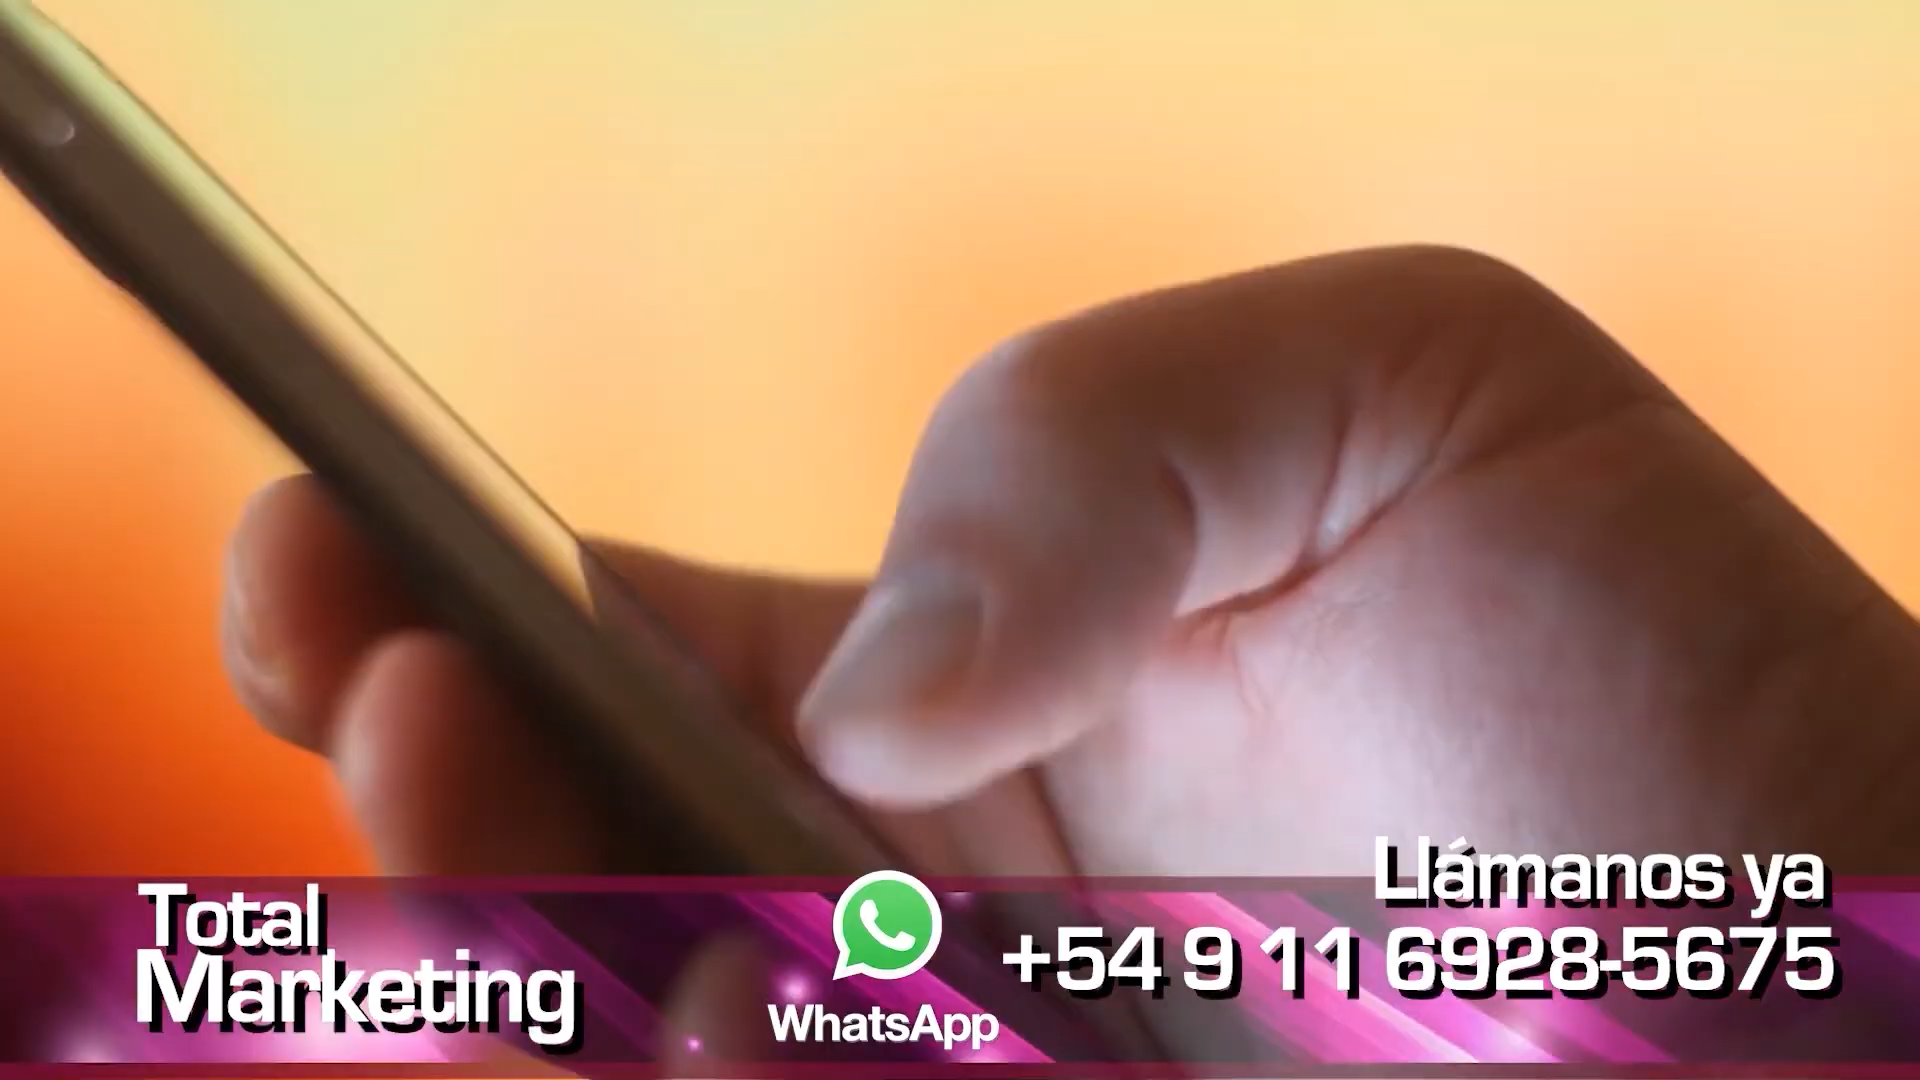 Total
Marketing
WhatsApp
Llámanos ya
+54 9 11 6928-5675